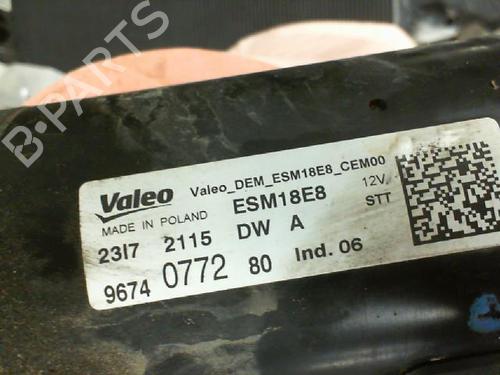 B-PARTS
Valeo
Valeo_DEM_ESM18E8_CEM00
MADE IN POLAND
ESM18E8
12V
23I7 2115 DW A
STT
9674 0772 80 Ind. 06